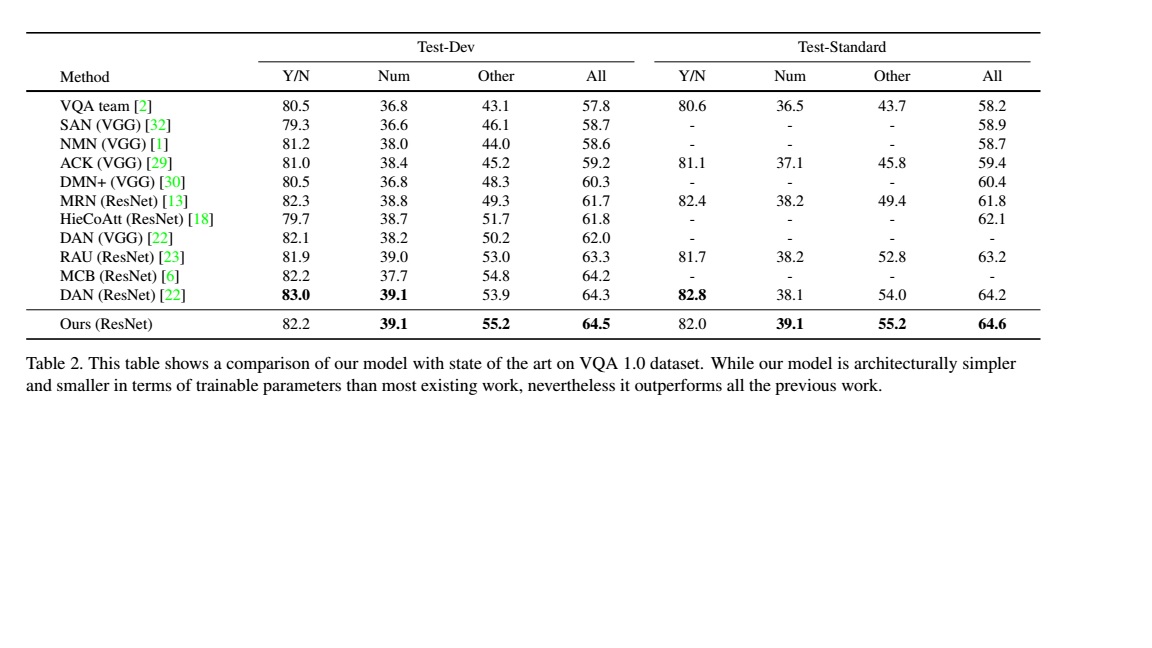 Test-Dev Test-Standard
Method Y/N Num Other All Y/N Num Other All
VQA team [2] 80.5 36.8 43.1 57.8 80.6 36.5 43.7 58.2
SAN (VGG) [32] 79.3 36.6 46.1 58.7 - - - 58.9
NMN (VGG) [1] 81.2 38.0 44.0 58.6 - - - 58.7
ACK (VGG) [29] 81.0 38.4 45.2 59.2 81.1 37.1 45.8 59.4
DMN+ (VGG) [30] 80.5 36.8 48.3 60.3 - - - 60.4
MRN (ResNet) [13] 82.3 38.8 49.3 61.7 82.4 38.2 49.4 61.8
HieCoAtt (ResNet) [18] 79.7 38.7 51.7 61.8 - - - 62.1
DAN (VGG) [22] 82.1 38.2 50.2 62.0 - - - -
RAU (ResNet) [23] 81.9 39.0 53.0 63.3 81.7 38.2 52.8 63.2
MCB (ResNet) [6] 82.2 37.7 54.8 64.2 - - - -
DAN (ResNet) [22] 83.0 39.1 53.9 64.3 82.8 38.1 54.0 64.2
Ours (ResNet) 82.2 39.1 55.2 64.5 82.0 39.1 55.2 64.6
Table 2. This table shows a comparison of our model with state of the art on VQA 1.0 dataset. While our model is architecturally simpler
and smaller in terms of trainable parameters than most existing work, nevertheless it outperforms all the previous work.